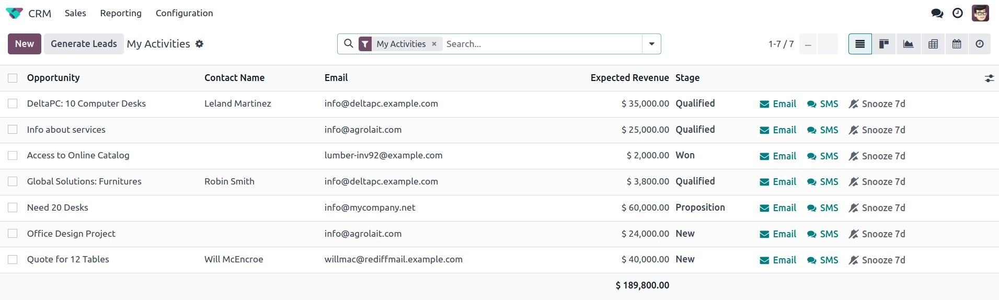 CRM Sales Reporting Configuration
New Generate Leads My Activities My Activities × Search... 1-7 / 7
Opportunity Contact Name Email Expected Revenue Stage
DeltaPC: 10 Computer Desks Leland Martinez info@deltapc.example.com $ 35,000.00 Qualified Email SMS Snooze 7d
Info about services info@agrolait.com $ 25,000.00 Qualified Email SMS Snooze 7d
Access to Online Catalog lumber-inv92@example.com $ 2,000.00 Won Email SMS Snooze 7d
Global Solutions: Furnitures Robin Smith info@deltapc.example.com $ 3,800.00 Qualified Email SMS Snooze 7d
Need 20 Desks info@mycompany.net $ 60,000.00 Proposition Email SMS Snooze 7d
Office Design Project info@agrolait.com $ 24,000.00 New Email SMS Snooze 7d
Quote for 12 Tables Will McEncroe willmac@rediffmail.example.com $ 40,000.00 New Email SMS Snooze 7d
$ 189,800.00